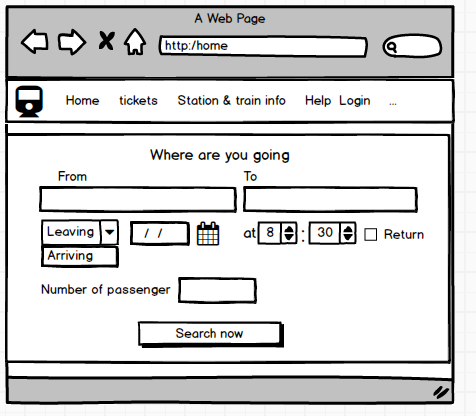 A Web Page
http:/home
Home tickets Station & train info Help Login ...
Where are you going
From To
Leaving / / at 8 : 30 Return
Arriving
Number of passenger
Search now